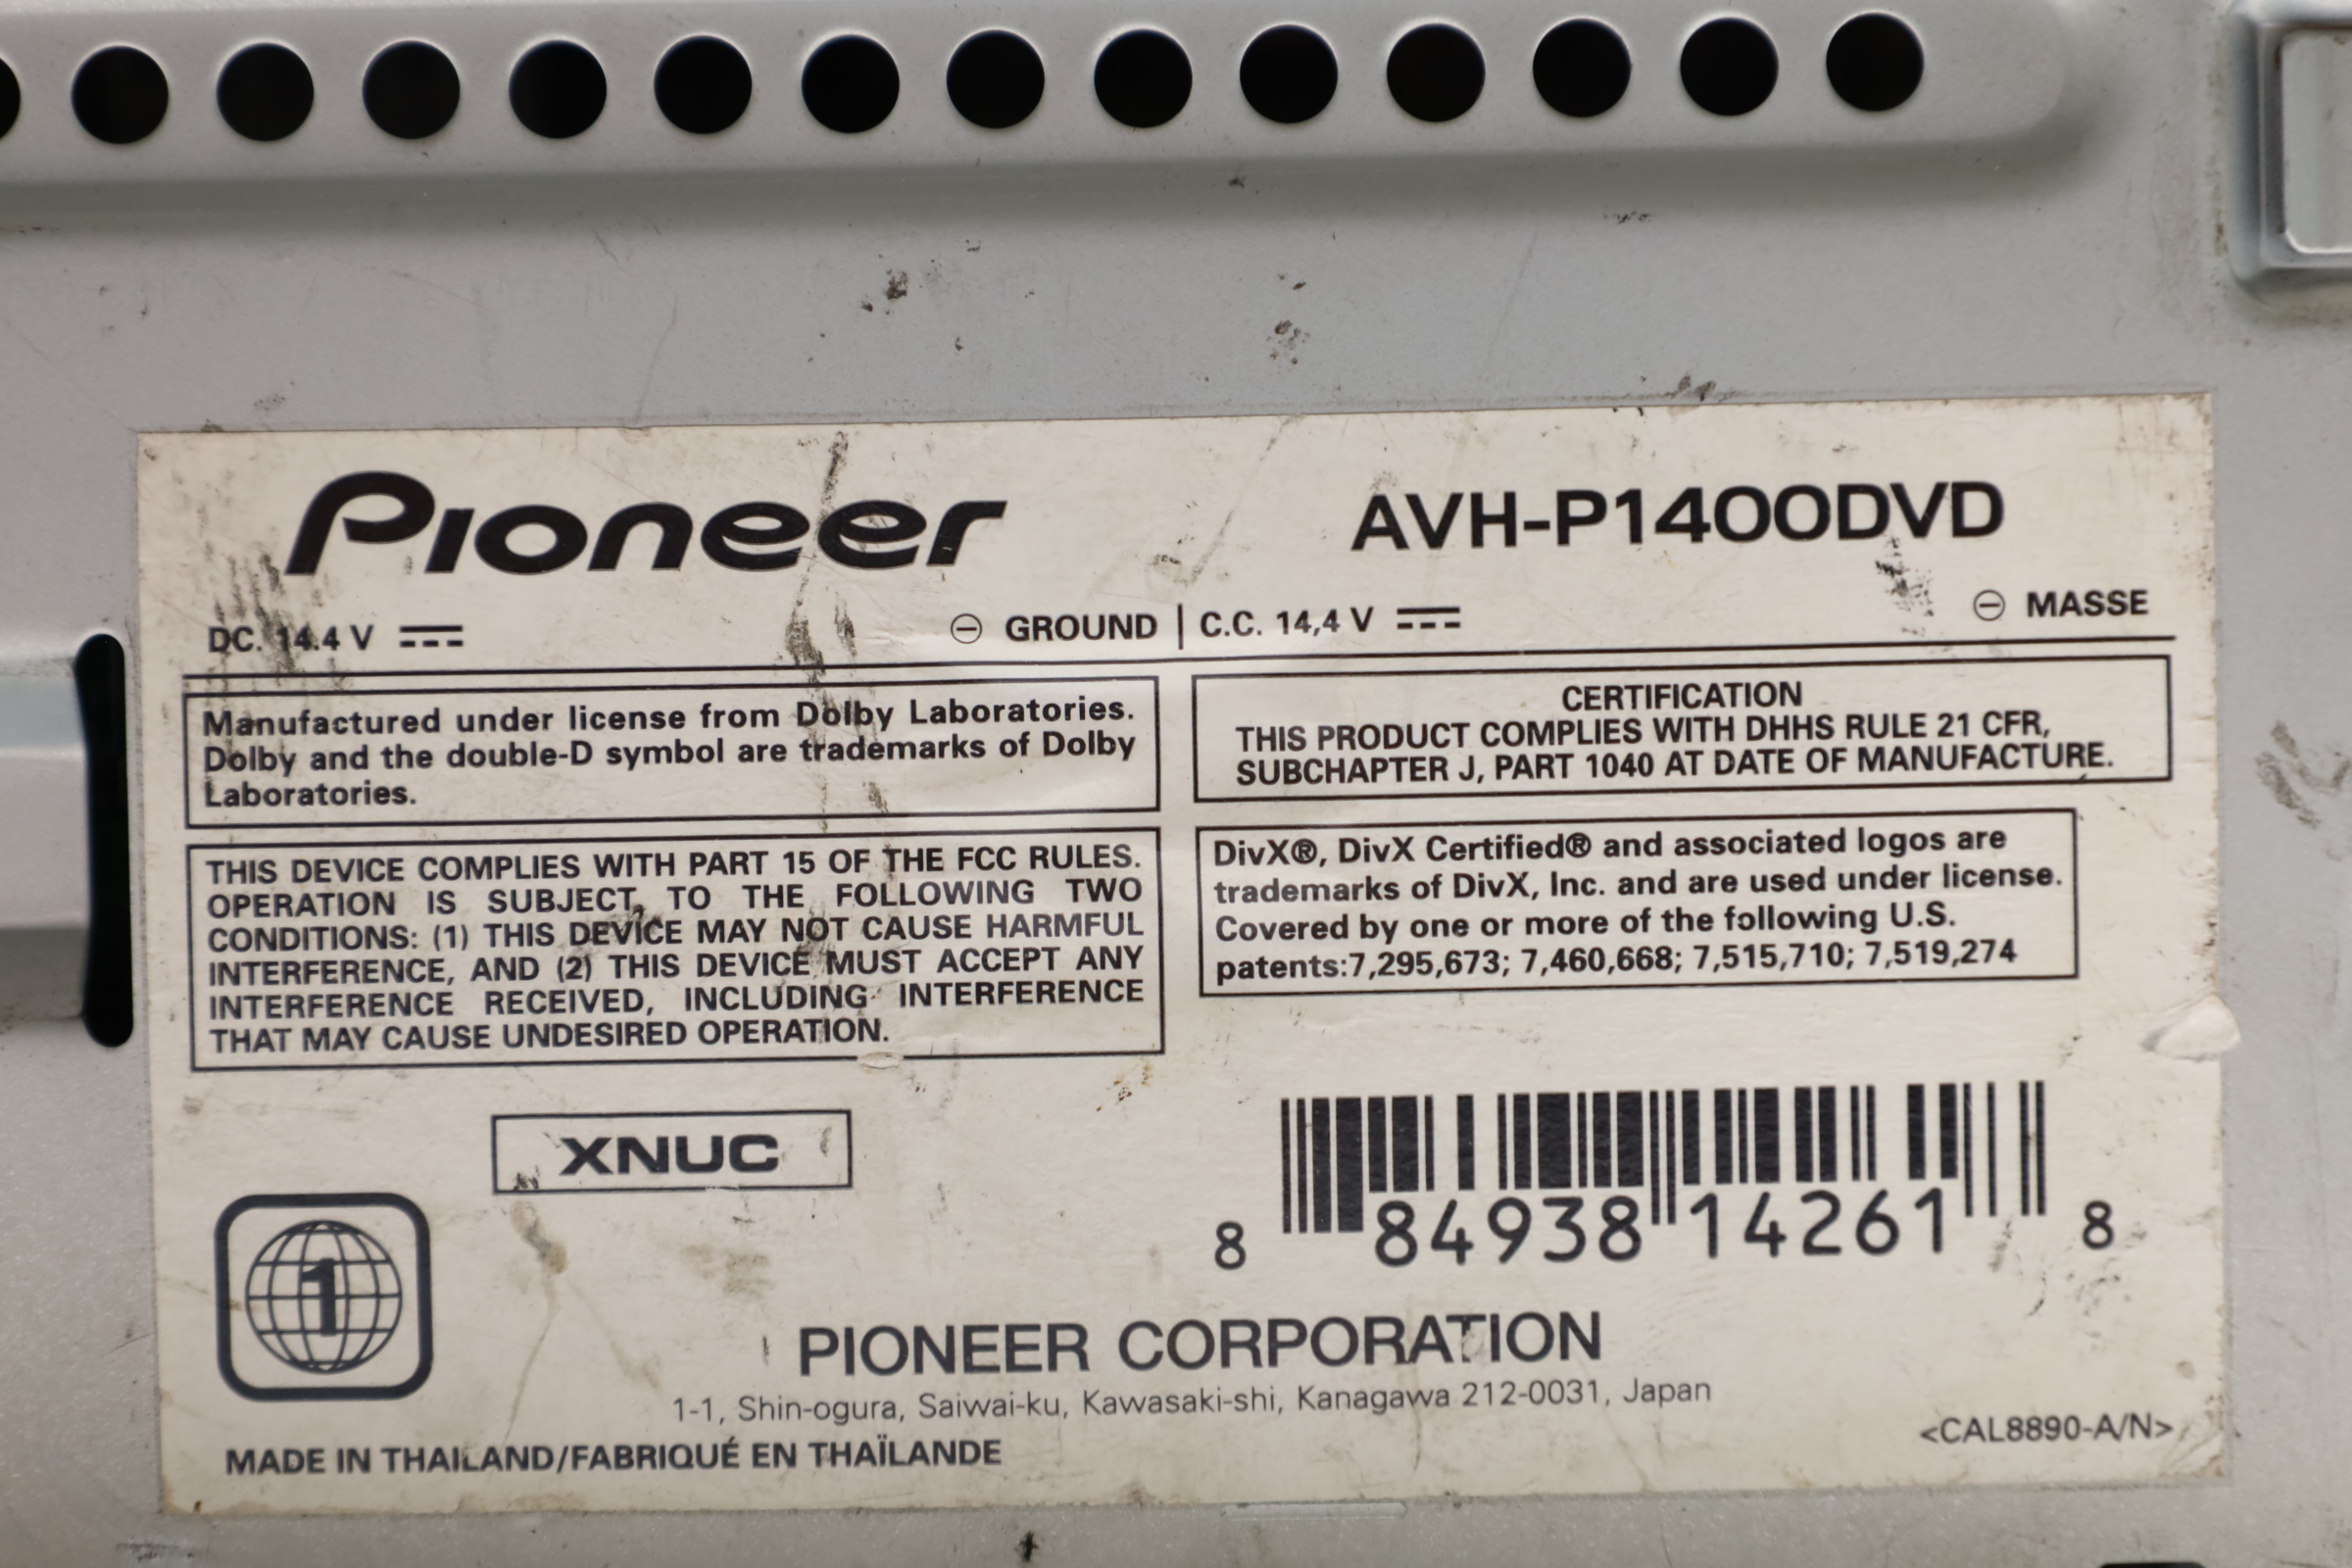 Pioneer
AVH-P1400DVD
DC. 14.4 V
⊖ GROUND | C.C. 14,4 V
⊖ MASSE
Manufactured under license from Dolby Laboratories.
Dolby and the double-D symbol are trademarks of Dolby
Laboratories.
THIS DEVICE COMPLIES WITH PART 15 OF THE FCC RULES.
OPERATION IS SUBJECT TO THE FOLLOWING TWO
CONDITIONS: (1) THIS DEVICE MAY NOT CAUSE HARMFUL
INTERFERENCE, AND (2) THIS DEVICE MUST ACCEPT ANY
INTERFERENCE RECEIVED, INCLUDING INTERFERENCE
THAT MAY CAUSE UNDESIRED OPERATION.
CERTIFICATION
THIS PRODUCT COMPLIES WITH DHHS RULE 21 CFR,
SUBCHAPTER J, PART 1040 AT DATE OF MANUFACTURE.
DivX®, DivX Certified® and associated logos are
trademarks of DivX, Inc. and are used under license.
Covered by one or more of the following U.S.
patents:7,295,673; 7,460,668; 7,515,710; 7,519,274
XNUC
1
8 84938 14261 8
PIONEER CORPORATION
1-1, Shin-ogura, Saiwai-ku, Kawasaki-shi, Kanagawa 212-0031, Japan
<CAL8890-A/N>
MADE IN THAILAND/FABRIQUÉ EN THAÏLANDE